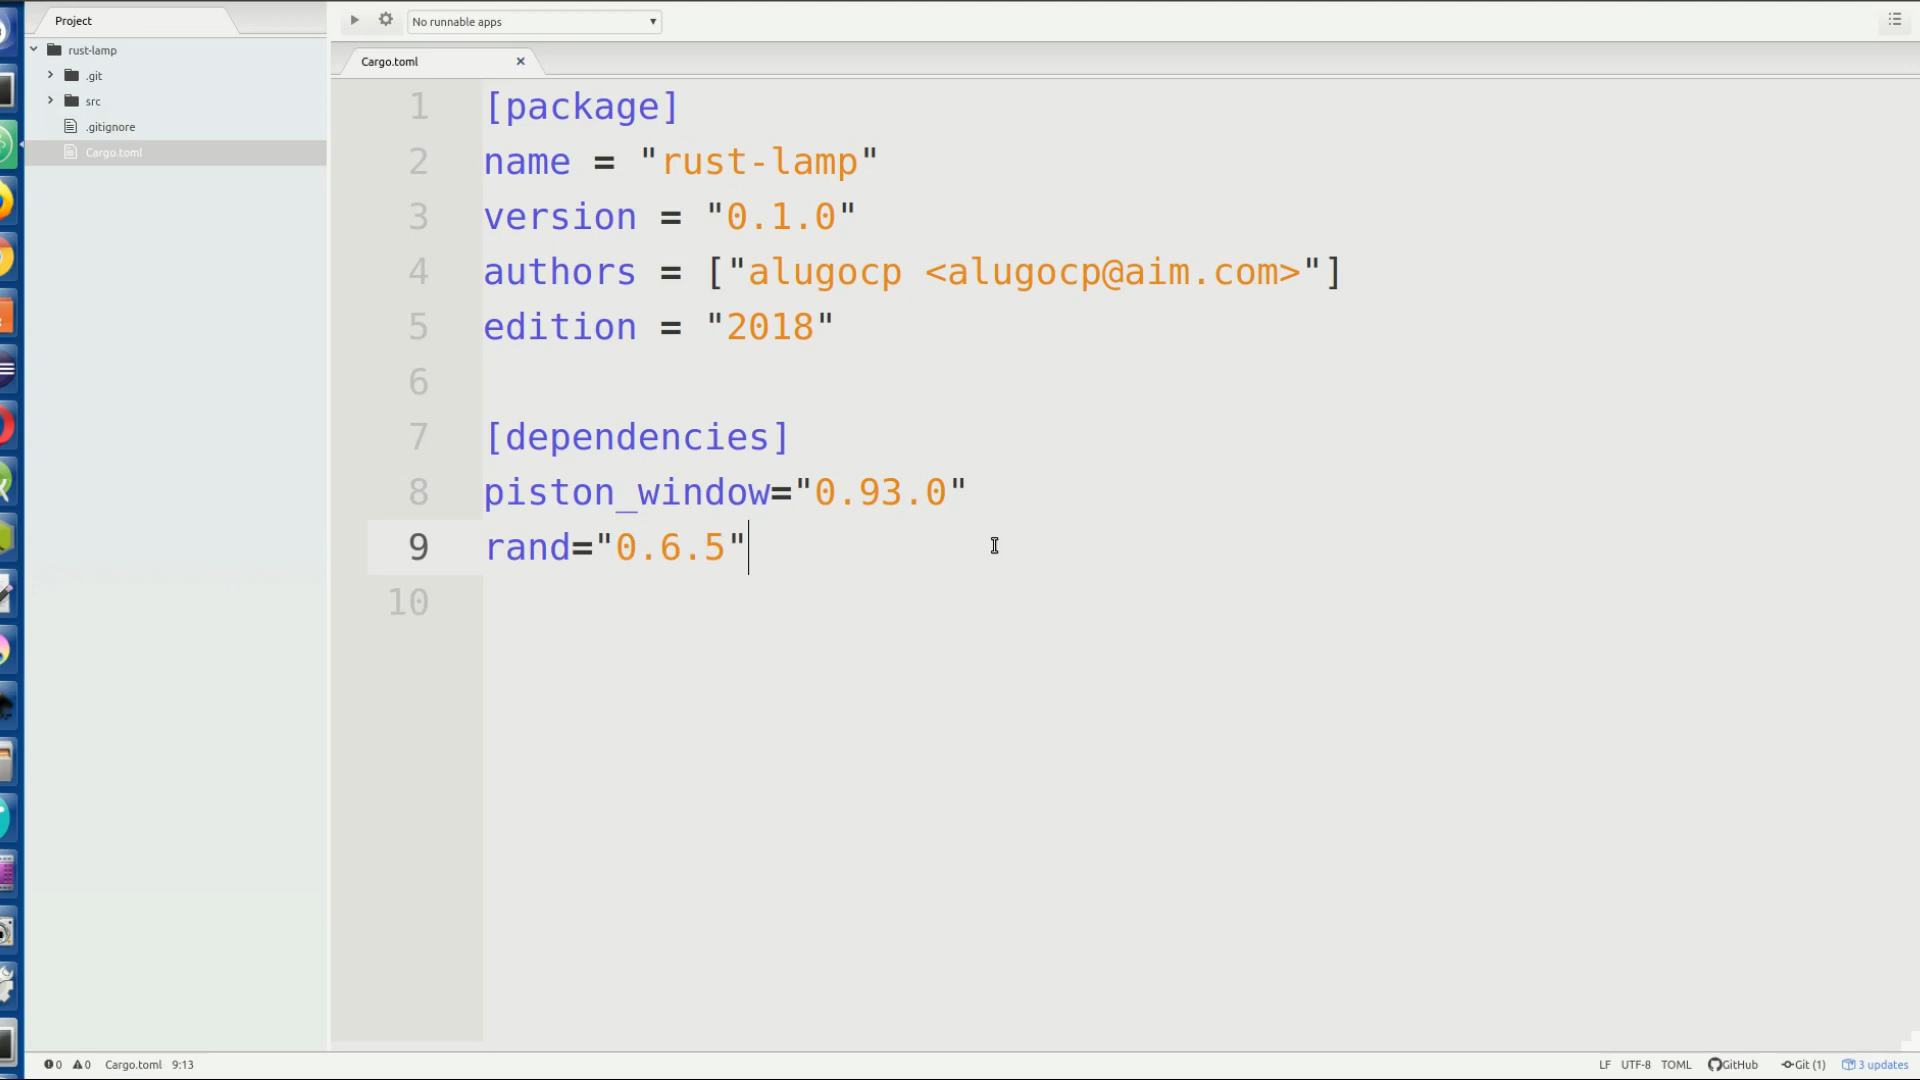 Project
No runnable apps
rust-lamp
.git
src
.gitignore
Cargo.toml
Cargo.toml
1 [package]
2 name = "rust-lamp"
3 version = "0.1.0"
4 authors = ["alugocp <alugocp@aim.com>"]
5 edition = "2018"
6
7 [dependencies]
8 piston_window="0.93.0"
9 rand="0.6.5"
10
0 0 Cargo.toml 9:13
LF UTF-8 TOML GitHub Git (1) 3 updates